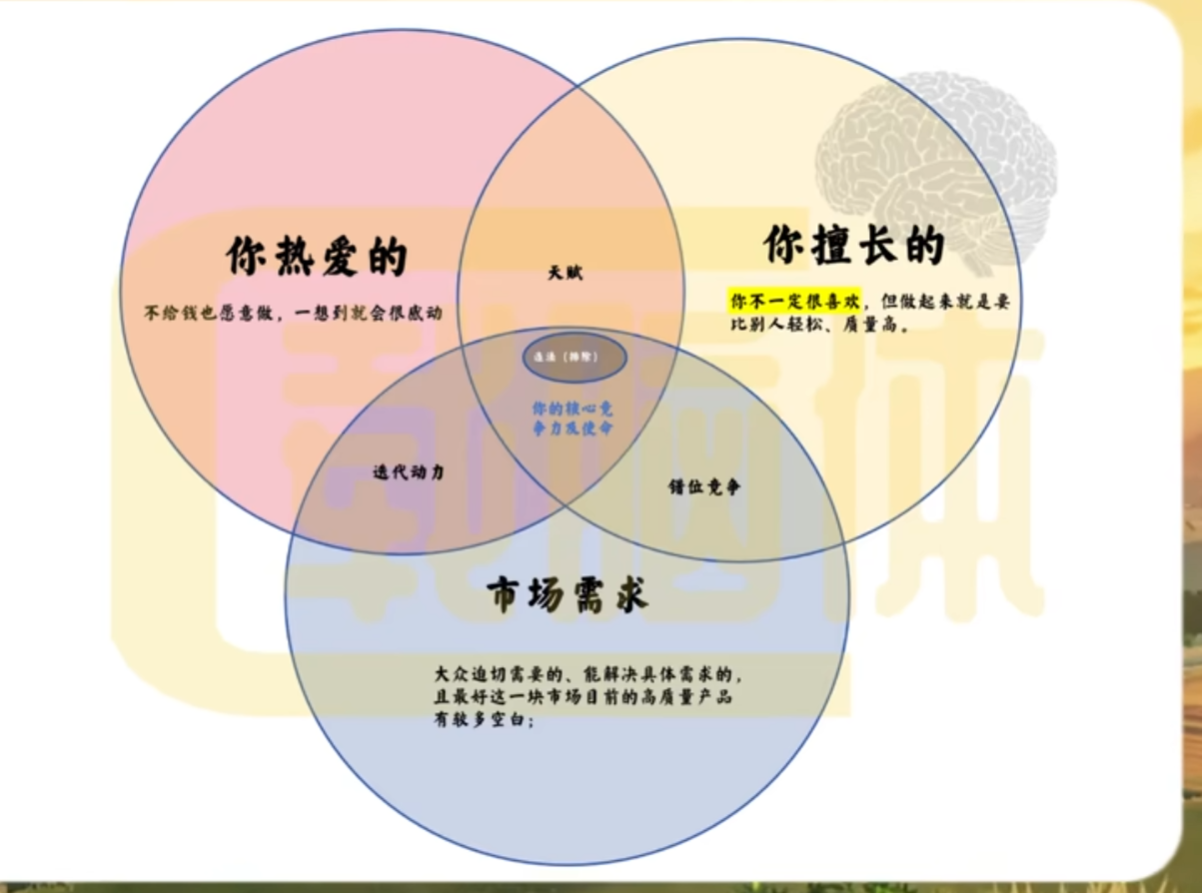 你热爱的
不给钱也愿意做，一想到就会很感动
你擅长的
你不一定很喜欢，但做起来就是要
比别人轻松、质量高。
天赋
违法（排除）
你的核心竞
争力及使命
迭代动力
错位竞争
市场需求
大众迫切需要的、能解决具体需求的，
且最好这一块市场目前的高质量产品
有较多空白；